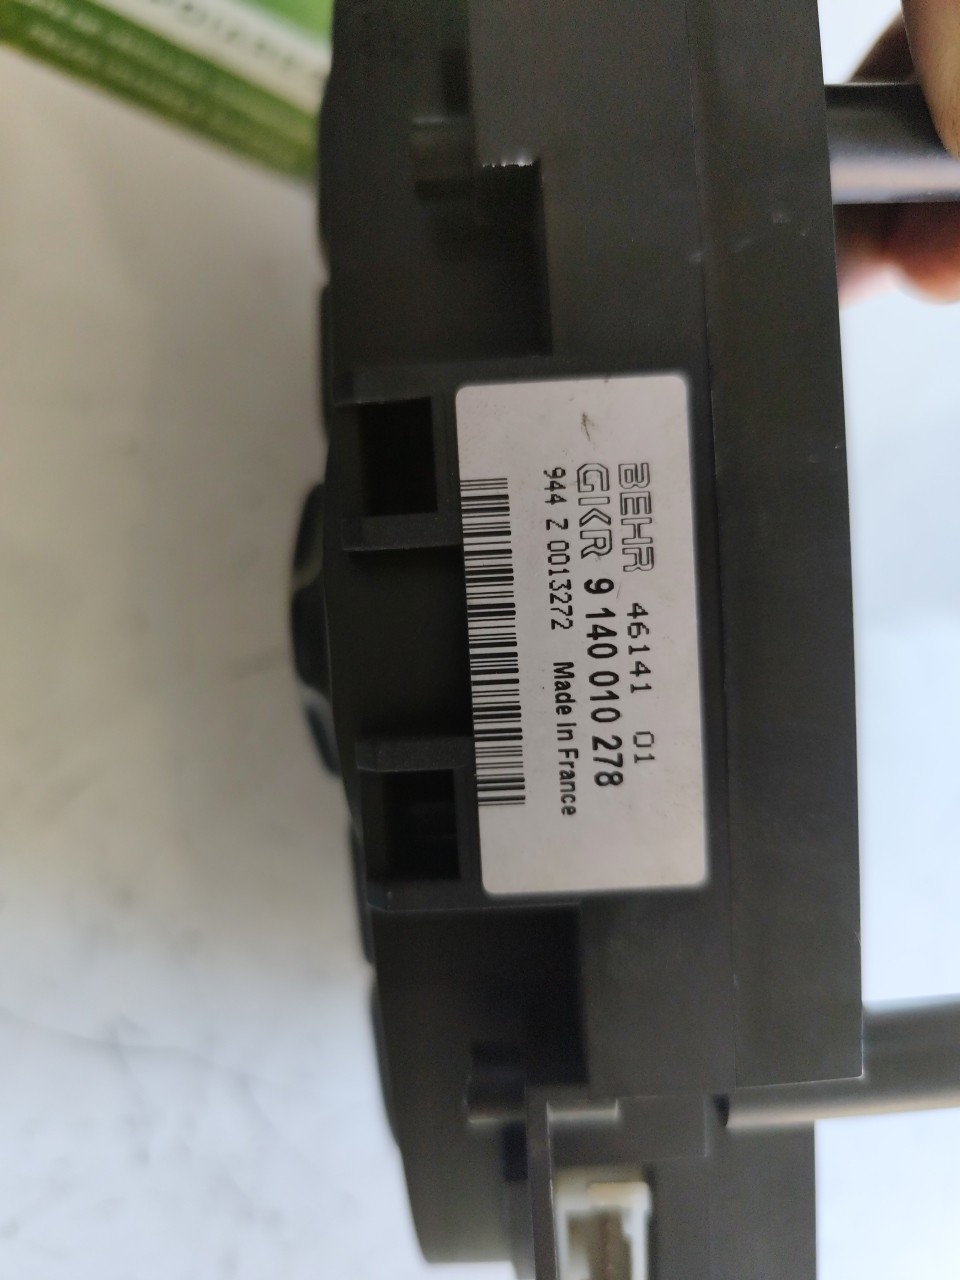 BEHR 46141 01
GKR 9 140 010 278
944 Z 0013272 Made In France